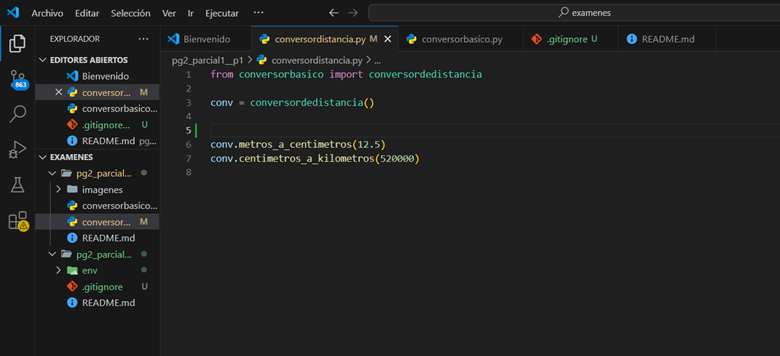 Archivo Editar Selección Ver Ir Ejecutar ··· ← → examenes
EXPLORADOR ···
Bienvenido conversordistancia.py M conversorbasico.py .gitignore U README.md
EDITORES ABIERTOS
Bienvenido
conversor... M
conversorbasico...
.gitignore... U
README.md pg...
EXAMENES
pg2_parcial...
imagenes
conversorbasico...
conversor... M
README.md
pg2_parcial...
env
.gitignore U
README.md
863
pg2_parcial1__p1 > conversordistancia.py > ...
1 from conversorbasico import conversordedistancia
2
3 conv = conversordedistancia()
4
5
6 conv.metros_a_centimetros(12.5)
7 conv.centimetros_a_kilometros(520000)
8